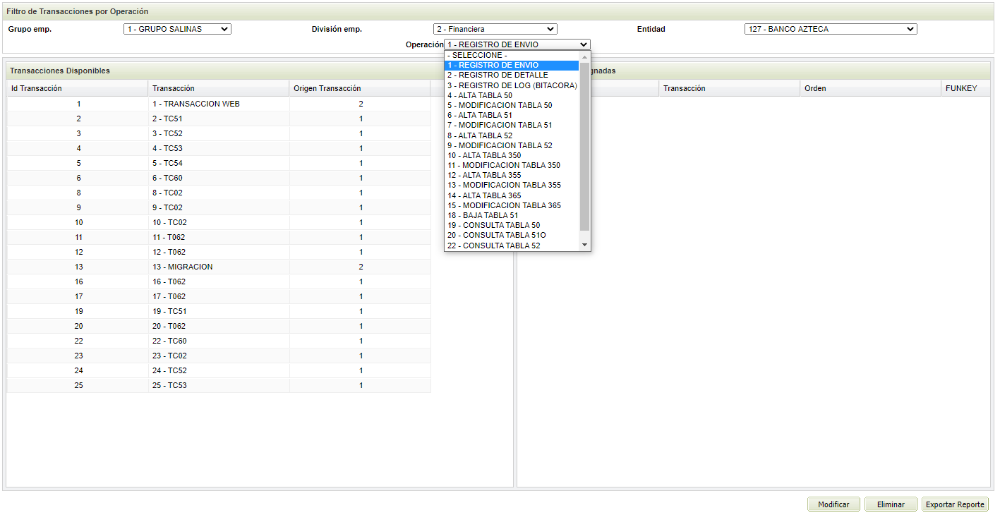 Filtro de Transacciones por Operación
Grupo emp. 1 - GRUPO SALINAS División emp. 2 - Financiera Entidad 127 - BANCO AZTECA
Operación 1 - REGISTRO DE ENVIO
- SELECCIONE -
1 - REGISTRO DE ENVIO
2 - REGISTRO DE DETALLE
3 - REGISTRO DE LOG (BITACORA)
4 - ALTA TABLA 50
5 - MODIFICACION TABLA 50
6 - ALTA TABLA 51
7 - MODIFICACION TABLA 51
8 - ALTA TABLA 52
9 - MODIFICACION TABLA 52
10 - ALTA TABLA 350
11 - MODIFICACION TABLA 350
12 - ALTA TABLA 355
13 - MODIFICACION TABLA 355
14 - ALTA TABLA 365
15 - MODIFICACION TABLA 365
18 - BAJA TABLA 51
19 - CONSULTA TABLA 50
20 - CONSULTA TABLA 51O
22 - CONSULTA TABLA 52
Transacciones Disponibles
Id Transacción Transacción Origen Transacción
1 1 - TRANSACCION WEB 2
2 2 - TC51 1
3 3 - TC52 1
4 4 - TC53 1
5 5 - TC54 1
6 6 - TC60 1
8 8 - TC02 1
9 9 - TC02 1
10 10 - TC02 1
11 11 - T062 1
12 12 - T062 1
13 13 - MIGRACION 2
16 16 - T062 1
17 17 - T062 1
19 19 - TC51 1
20 20 - T062 1
22 22 - TC60 1
23 23 - TC02 1
24 24 - TC52 1
25 25 - TC53 1
gnadas
Transacción Orden FUNKEY
Modificar Eliminar Exportar Reporte